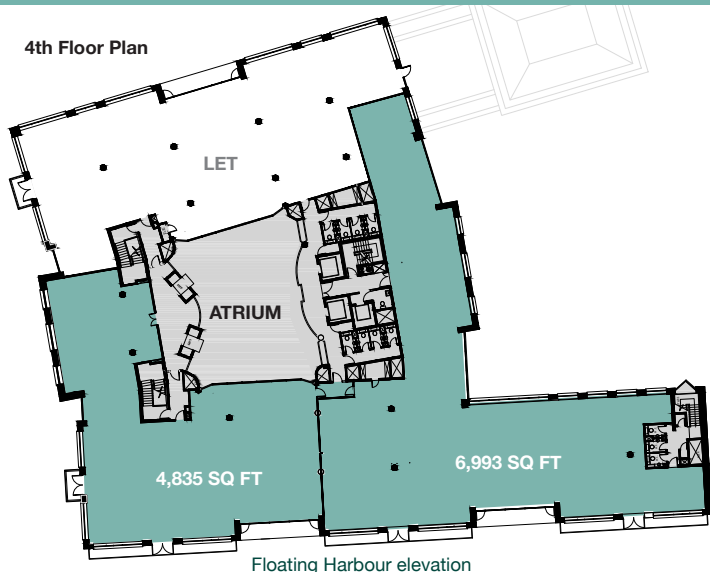 4th Floor Plan
LET
ATRIUM
4,835 SQ FT
6,993 SQ FT
Floating Harbour elevation